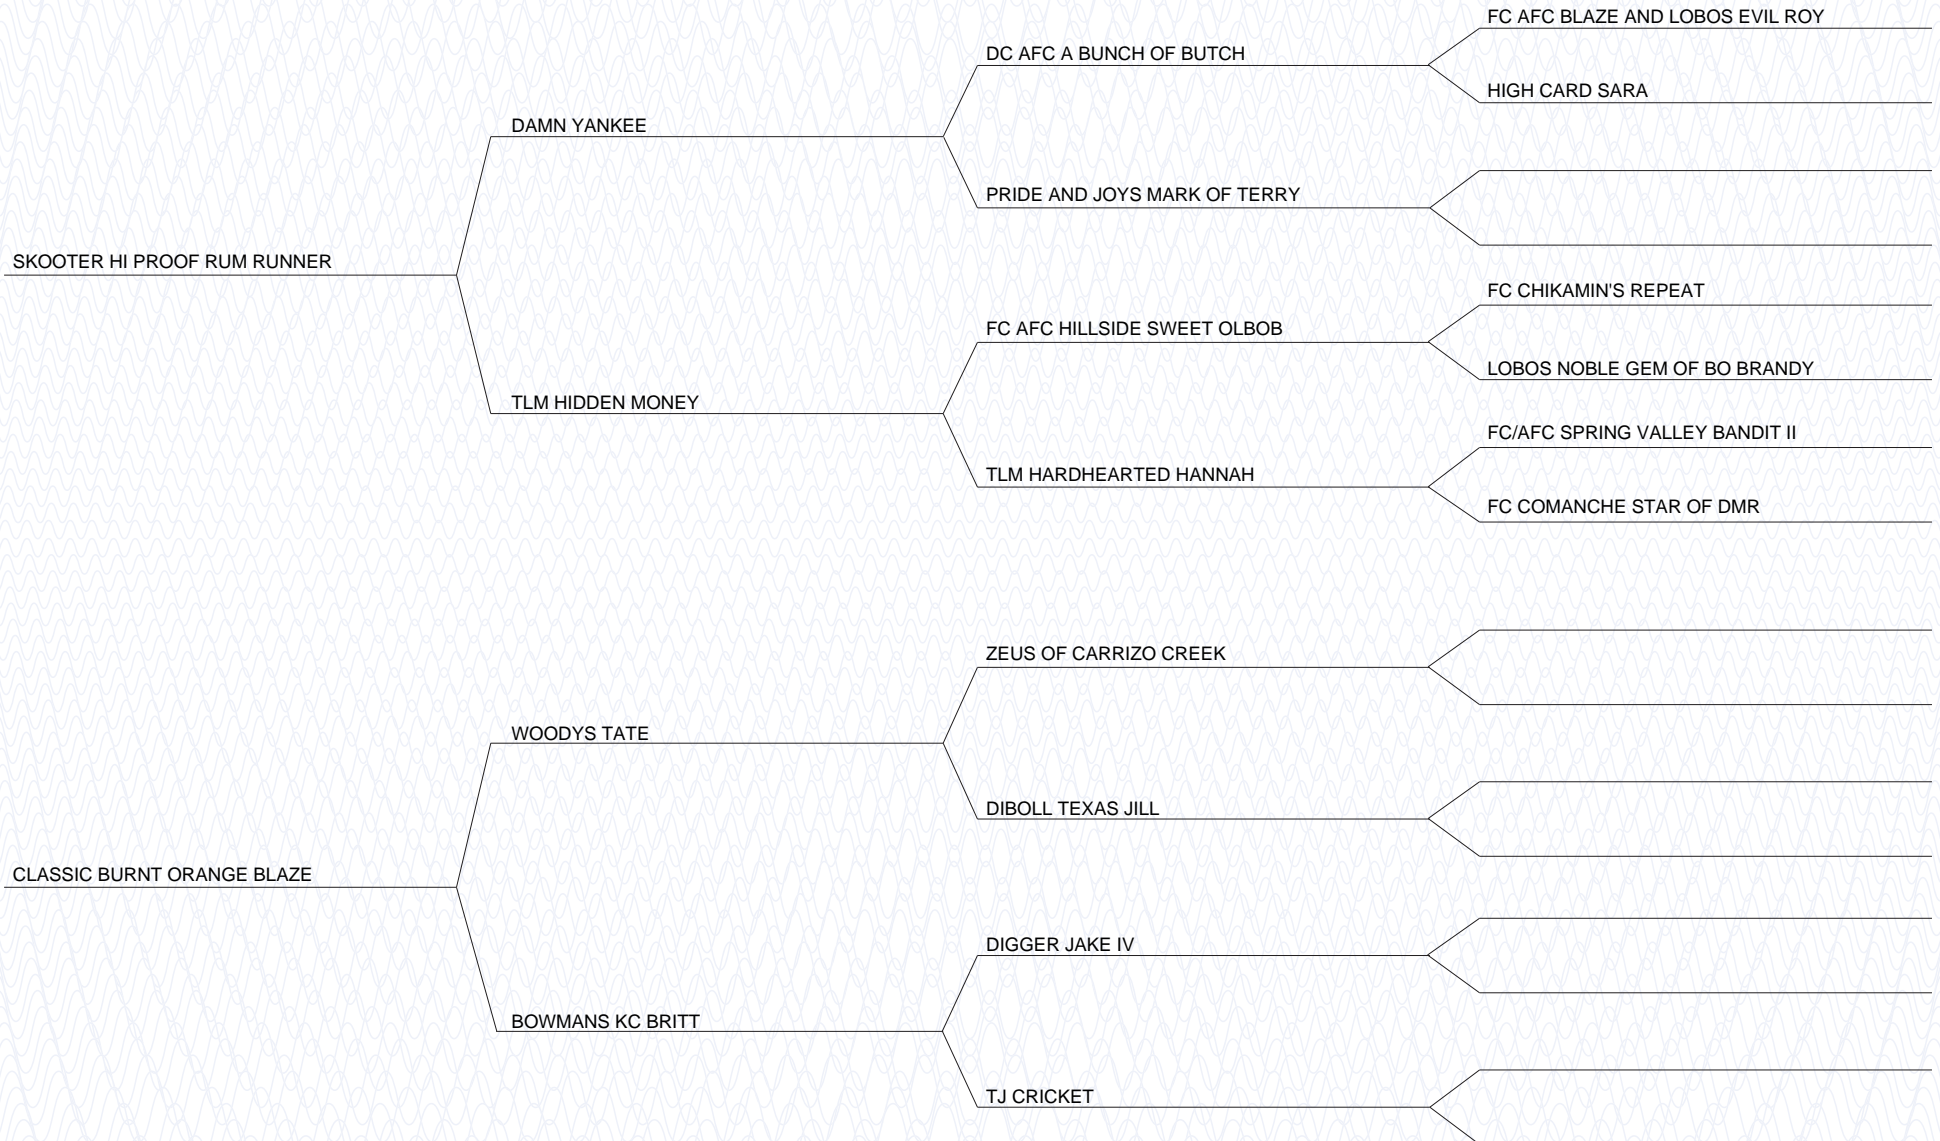 FC AFC BLAZE AND LOBOS EVIL ROY
DC AFC A BUNCH OF BUTCH
HIGH CARD SARA
DAMN YANKEE
PRIDE AND JOYS MARK OF TERRY
SKOOTER HI PROOF RUM RUNNER
FC CHIKAMIN'S REPEAT
FC AFC HILLSIDE SWEET OLBOB
LOBOS NOBLE GEM OF BO BRANDY
TLM HIDDEN MONEY
FC/AFC SPRING VALLEY BANDIT II
TLM HARDHEARTED HANNAH
FC COMANCHE STAR OF DMR
ZEUS OF CARRIZO CREEK
WOODYS TATE
DIBOLL TEXAS JILL
CLASSIC BURNT ORANGE BLAZE
DIGGER JAKE IV
BOWMANS KC BRITT
TJ CRICKET